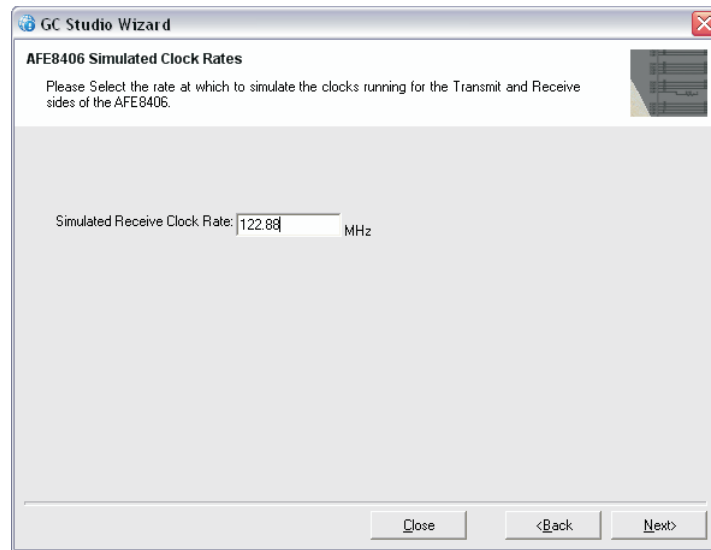 GC Studio Wizard
AFE8406 Simulated Clock Rates
Please Select the rate at which to simulate the clocks running for the Transmit and Receive
sides of the AFE8406.
Simulated Receive Clock Rate: 122.88 MHz
Close <Back Next>